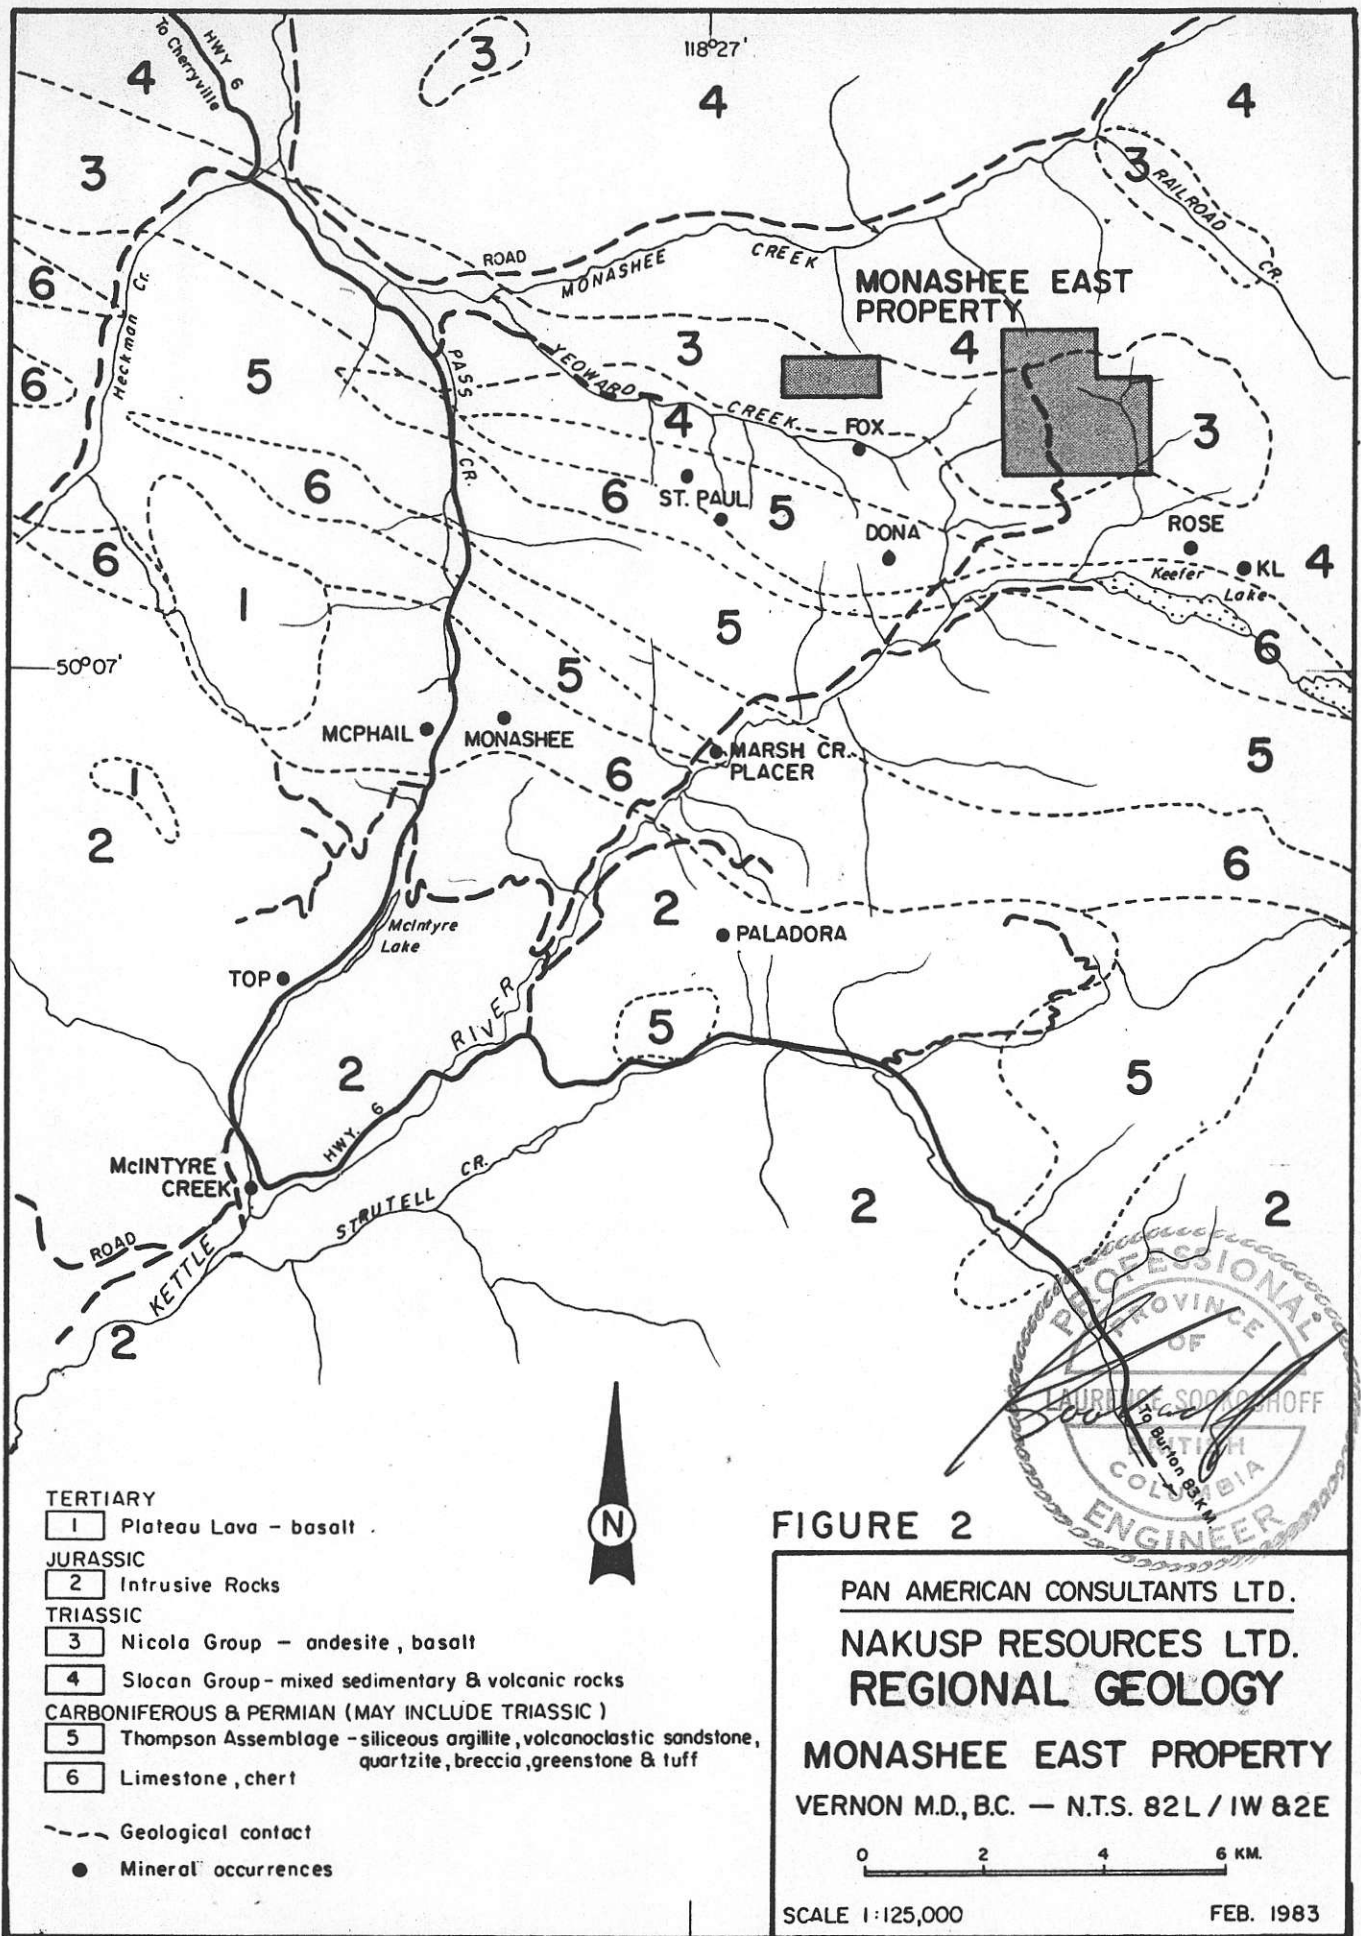 118°27'
To Cherryville
HWY 6
3
4
4
4
3
3
RAILROAD
CR.
ROAD
MONASHEE
CREEK
6
Heckman Cr.
MONASHEE EAST
PROPERTY
3
4
5
PASS
CR.
YEOWARD
CREEK
6
4
FOX
3
6
6
ST. PAUL
5
DONA
ROSE
KL
4
Keefer
Lake
6
1
5
6
50°07'
5
MCPHAIL
MONASHEE
MARSH CR.
PLACER
5
1
6
2
6
2
McIntyre
Lake
PALADORA
TOP
5
RIVER
2
5
HWY. 6
McINTYRE
CREEK
CR.
STRUTELL
2
2
ROAD
KETTLE
2
PROFESSIONAL
PROVINCE
OF
LAURENCE SOOKOCHOFF
BRITISH
COLUMBIA
ENGINEER
To Burton 83KM.
N
TERTIARY
1 Plateau Lava - basalt
JURASSIC
2 Intrusive Rocks
TRIASSIC
3 Nicola Group - andesite, basalt
4 Slocan Group - mixed sedimentary & volcanic rocks
CARBONIFEROUS & PERMIAN (MAY INCLUDE TRIASSIC)
5 Thompson Assemblage - siliceous argillite, volcanoclastic sandstone,
quartzite, breccia, greenstone & tuff
6 Limestone, chert
Geological contact
Mineral occurrences
FIGURE 2
PAN AMERICAN CONSULTANTS LTD.
NAKUSP RESOURCES LTD.
REGIONAL GEOLOGY
MONASHEE EAST PROPERTY
VERNON M.D., B.C. — N.T.S. 82L/1W &2E
0 2 4 6 KM.
SCALE 1:125,000
FEB. 1983